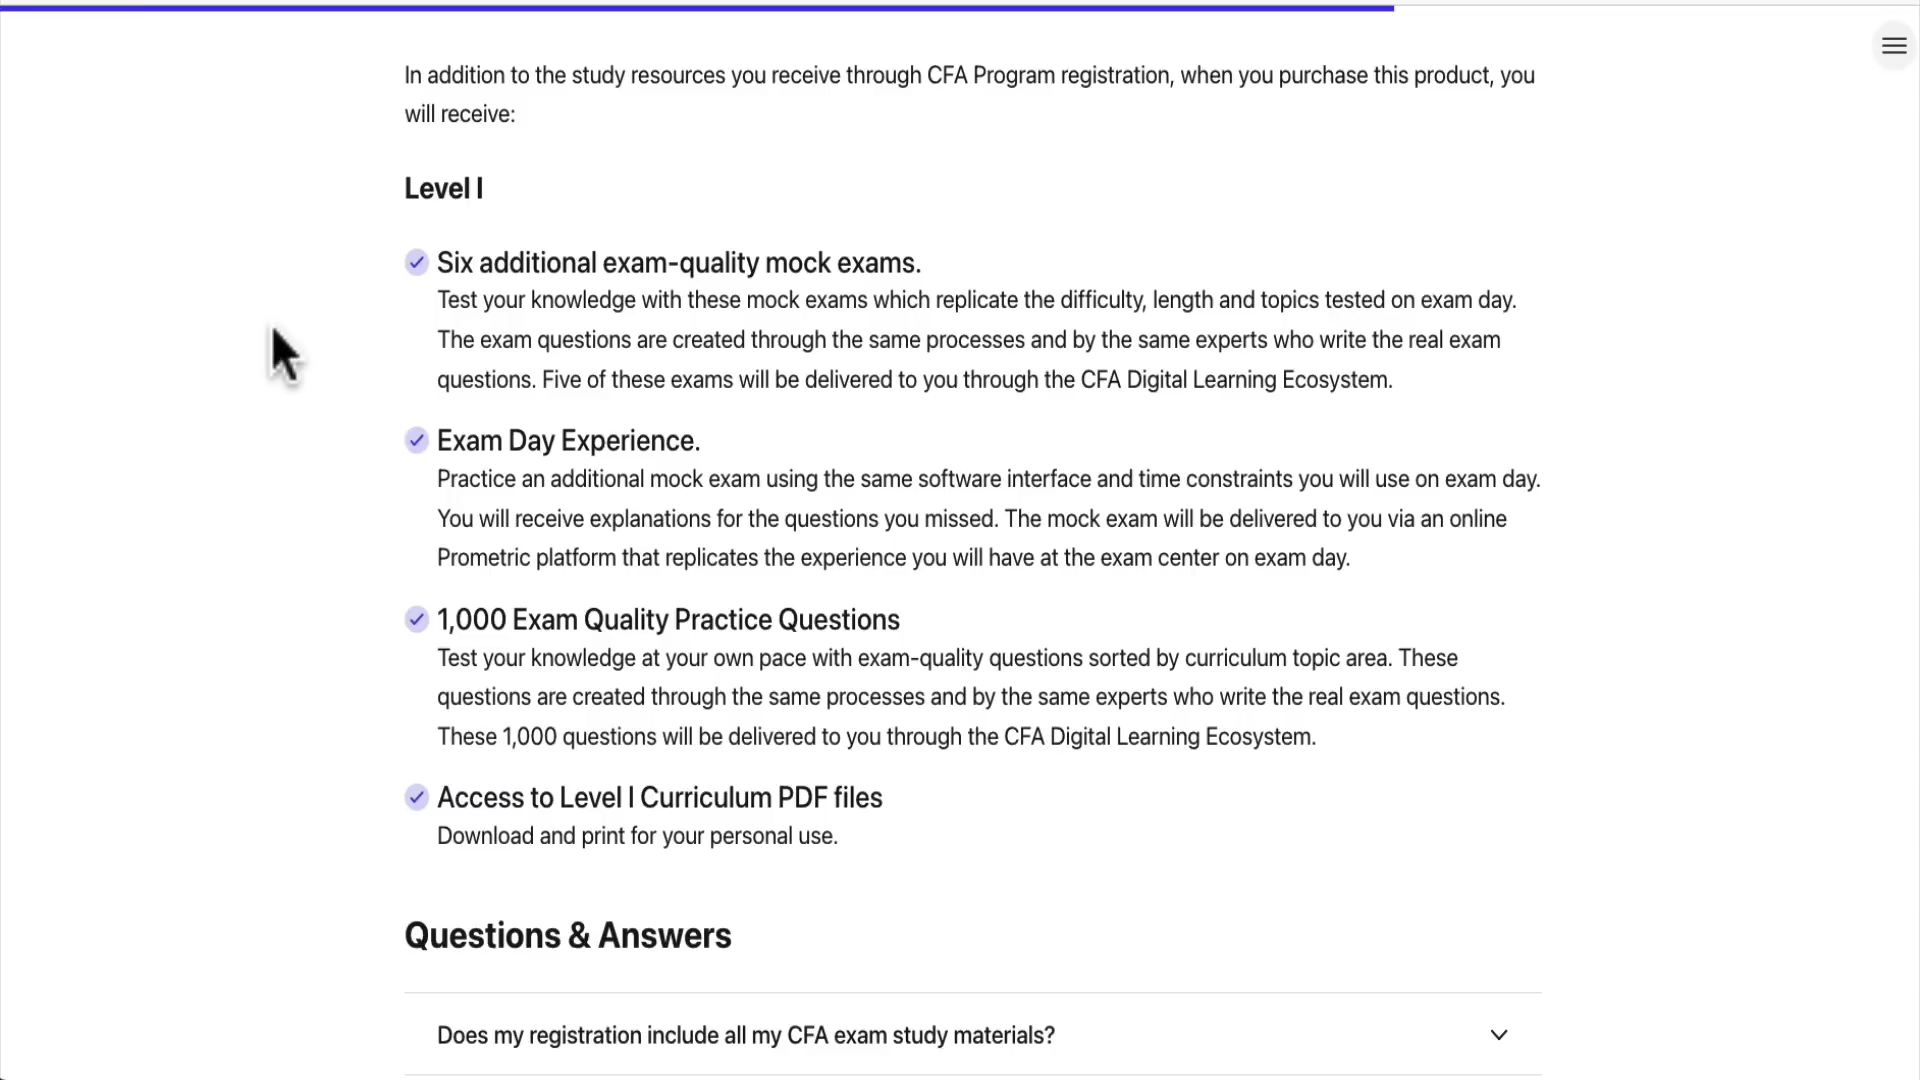 In addition to the study resources you receive through CFA Program registration, when you purchase this product, you
will receive:
Level I
Six additional exam-quality mock exams.
Test your knowledge with these mock exams which replicate the difficulty, length and topics tested on exam day.
The exam questions are created through the same processes and by the same experts who write the real exam
questions. Five of these exams will be delivered to you through the CFA Digital Learning Ecosystem.
Exam Day Experience.
Practice an additional mock exam using the same software interface and time constraints you will use on exam day.
You will receive explanations for the questions you missed. The mock exam will be delivered to you via an online
Prometric platform that replicates the experience you will have at the exam center on exam day.
1,000 Exam Quality Practice Questions
Test your knowledge at your own pace with exam-quality questions sorted by curriculum topic area. These
questions are created through the same processes and by the same experts who write the real exam questions.
These 1,000 questions will be delivered to you through the CFA Digital Learning Ecosystem.
Access to Level I Curriculum PDF files
Download and print for your personal use.
Questions & Answers
Does my registration include all my CFA exam study materials?